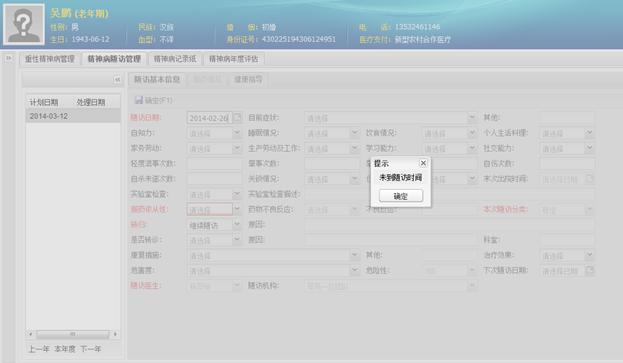 吴鹏 (老年期)
性别: 男 民族: 汉族 婚 姻: 初婚 电 话: 13532461146
生日: 1943-06-12 血型: 不详 身份证号: 430225194306124951 医疗支付: 新型农村合作医疗
重性精神病管理 精神病随访管理 精神病记录纸 精神病年度评估
随访基本信息 健康指导
计划日期 处理日期
2014-03-12
确定(F1)
随访日期: 2014-02-26 目前症状: 请选择 其他:
自知力: 请选择 睡眠情况: 请选择 饮食情况: 请选择 个人生活料理: 请选择
家务劳动: 请选择 生产劳动及工作: 请选择 学习能力: 请选择 社交能力: 请选择
轻度滋事次数: 肇事次数: 自伤次数:
自杀未遂次数: 关锁情况: 请选择 末次出院时间: 请选择日期
实验室检查: 请选择 实验室检查描述:
服药依从性: 请选择 药物不良反应: 请选择 不良反应: 本次随访分类:
转归: 继续随访 原因:
是否转诊: 请选择 原因: 科室:
康复措施: 请选择 其他: 治疗效果: 请选择
危害度: 请选择 危险性: 下次随访日期: 请选择日期
随访医生: 随访机构:
提示
未到随访时间
确定
上一年 本年度 下一年